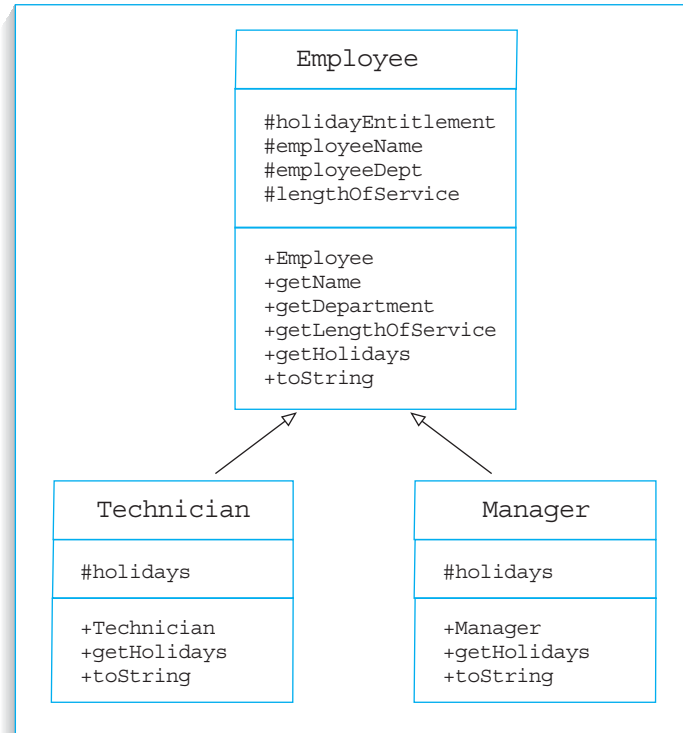 Employee
#holidayEntitlement
#employeeName
#employeeDept
#lengthOfService
+Employee
+getName
+getDepartment
+getLengthOfService
+getHolidays
+toString
Technician
#holidays
+Technician
+getHolidays
+toString
Manager
#holidays
+Manager
+getHolidays
+toString